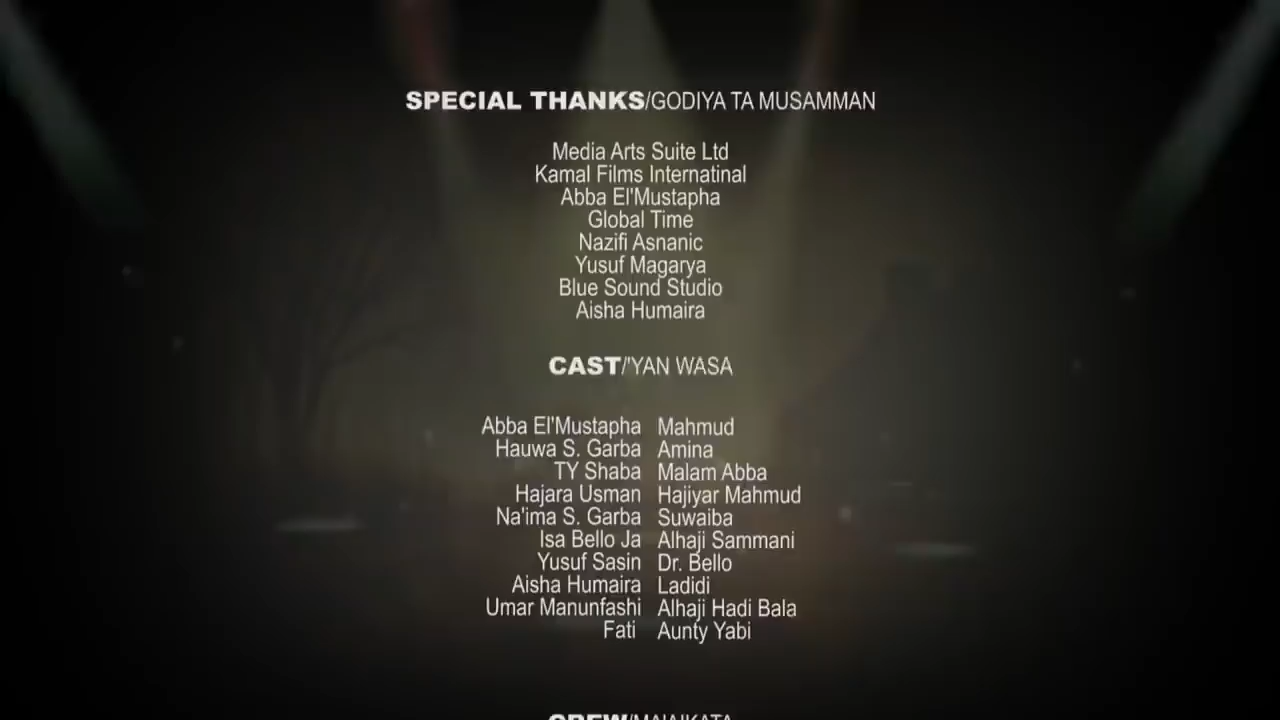 SPECIAL THANKS/GODIYA TA MUSAMMAN
Media Arts Suite Ltd
Kamal Films Internatinal
Abba El'Mustapha
Global Time
Nazifi Asnanic
Yusuf Magarya
Blue Sound Studio
Aisha Humaira
CAST/'YAN WASA
Abba El'Mustapha Mahmud
Hauwa S. Garba Amina
TY Shaba Malam Abba
Hajara Usman Hajiyar Mahmud
Na'ima S. Garba Suwaiba
Isa Bello Ja Alhaji Sammani
Yusuf Sasin Dr. Bello
Aisha Humaira Ladidi
Umar Manunfashi Alhaji Hadi Bala
Fati Aunty Yabi
CREW/MA'AIKATA